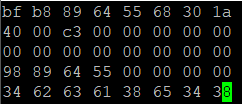 bf b8 89 64 55 68 30 1a
40 00 c3 00 00 00 00 00
00 00 00 00 00 00 00 00
98 89 64 55 00 00 00 00
34 62 63 61 38 65 34 38